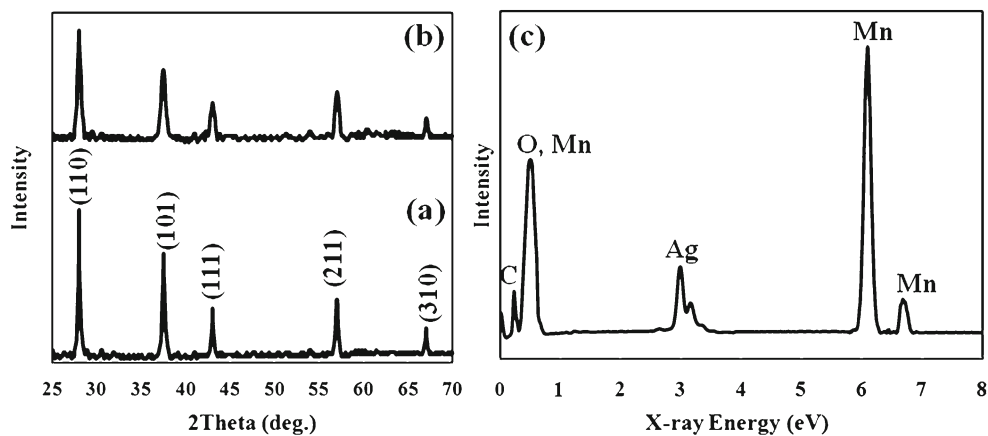 (b)
(a)
(110)
(101)
(111)
(211)
(310)
Intensity
25 30 35 40 45 50 55 60 65 70
2Theta (deg.)
(c)
Mn
O, Mn
Ag
C
Mn
Intensity
0 1 2 3 4 5 6 7 8
X-ray Energy (eV)